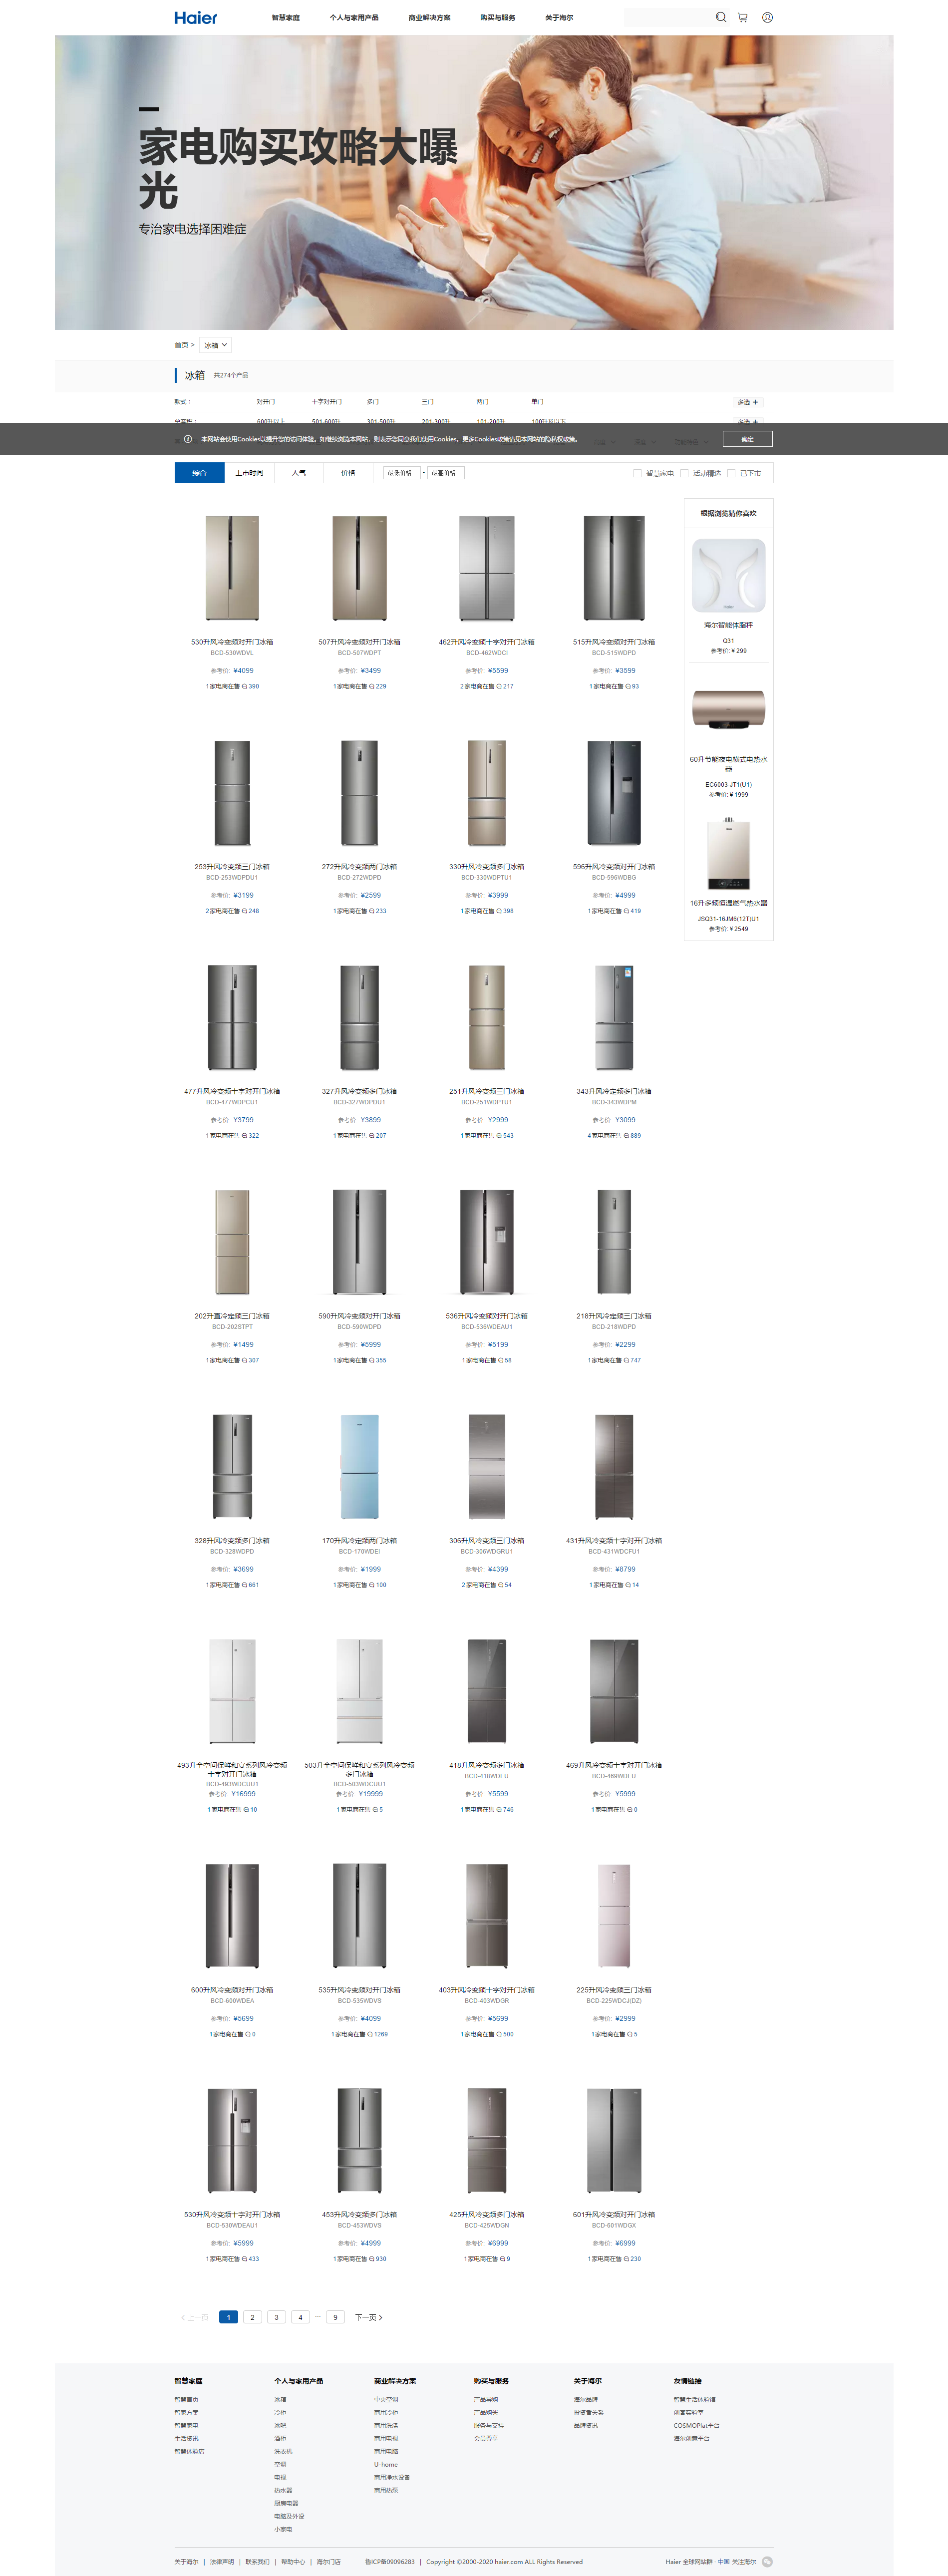 Haier
智慧家庭 个人与家用产品 商业解决方案 购买与服务 关于海尔
家电购买攻略大曝
光
专治家电选择困难症
首页 > 冰箱
冰箱 共274个产品
款式： 对开门 十字对开门 多门 三门 两门 单门 多选 +
本网站会使用Cookies以提升您的访问体验。如继续浏览本网站，则表示您同意我们使用Cookies。更多Cookies政策请见本网站的隐私权政策。 确定
综合 上市时间 人气 价格 最低价格 - 最高价格 智慧家电 活动精选 已下市
根据浏览猜你喜欢
530升风冷变频对开门冰箱 507升风冷变频对开门冰箱 462升风冷变频十字对开门冰箱 515升风冷变频对开门冰箱
BCD-530WDVL BCD-507WDPT BCD-462WDCI BCD-515WDPD
参考价: ¥4099 参考价: ¥3499 参考价: ¥5599 参考价: ¥3599
1家电商在售 390 1家电商在售 229 2家电商在售 217 1家电商在售 93
海尔智能体脂秤
Q31
参考价: ¥ 299
60升节能夜电横式电热水
器
EC6003-JT1(U1)
参考价: ¥ 1999
16升多频恒温燃气热水器
JSQ31-16JM6(12T)U1
参考价: ¥ 2549
253升风冷变频三门冰箱 272升风冷变频两门冰箱 330升风冷变频多门冰箱 596升风冷变频对开门冰箱
BCD-253WDPDU1 BCD-272WDPD BCD-330WDPTU1 BCD-596WDBG
参考价: ¥3199 参考价: ¥2599 参考价: ¥3999 参考价: ¥4999
2家电商在售 248 1家电商在售 233 1家电商在售 398 1家电商在售 419
477升风冷变频十字对开门冰箱 327升风冷变频多门冰箱 251升风冷变频三门冰箱 343升风冷定频多门冰箱
BCD-477WDPCU1 BCD-327WDPDU1 BCD-251WDPTU1 BCD-343WDPM
参考价: ¥3799 参考价: ¥3899 参考价: ¥2999 参考价: ¥3099
1家电商在售 322 1家电商在售 207 1家电商在售 543 4家电商在售 889
202升直冷定频三门冰箱 590升风冷变频对开门冰箱 536升风冷变频对开门冰箱 218升风冷定频三门冰箱
BCD-202STPT BCD-590WDPD BCD-536WDEAU1 BCD-218WDPD
参考价: ¥1499 参考价: ¥5999 参考价: ¥5199 参考价: ¥2299
1家电商在售 307 1家电商在售 355 1家电商在售 58 1家电商在售 747
328升风冷变频多门冰箱 170升风冷定频两门冰箱 306升风冷变频三门冰箱 431升风冷变频十字对开门冰箱
BCD-328WDPD BCD-170WDEI BCD-306WDGRU1 BCD-431WDCFU1
参考价: ¥3699 参考价: ¥1999 参考价: ¥4399 参考价: ¥8799
1家电商在售 661 1家电商在售 100 2家电商在售 54 1家电商在售 14
493升全空间保鲜和宴系列风冷变频 503升全空间保鲜和宴系列风冷变频 418升风冷变频多门冰箱 469升风冷变频十字对开门冰箱
十字对开门冰箱 多门冰箱 BCD-418WDEU BCD-469WDEU
BCD-493WDCUU1 BCD-503WDCUU1
参考价: ¥16999 参考价: ¥19999 参考价: ¥5599 参考价: ¥5999
1家电商在售 10 1家电商在售 5 1家电商在售 746 1家电商在售 0
600升风冷变频对开门冰箱 535升风冷变频对开门冰箱 403升风冷变频十字对开门冰箱 225升风冷变频三门冰箱
BCD-600WDEA BCD-535WDVS BCD-403WDGR BCD-225WDCJ(DZ)
参考价: ¥5699 参考价: ¥4099 参考价: ¥5699 参考价: ¥2999
1家电商在售 0 1家电商在售 1269 1家电商在售 500 1家电商在售 5
530升风冷变频十字对开门冰箱 453升风冷变频多门冰箱 425升风冷变频多门冰箱 601升风冷变频对开门冰箱
BCD-530WDEAU1 BCD-453WDVS BCD-425WDGN BCD-601WDGX
参考价: ¥5999 参考价: ¥4999 参考价: ¥6999 参考价: ¥6999
1家电商在售 433 1家电商在售 930 1家电商在售 9 1家电商在售 230
< 上一页 1 2 3 4 ... 9 下一页 >
智慧家庭 个人与家用产品 商业解决方案 购买与服务 关于海尔 友情链接
智慧首页 冰箱 中央空调 产品导购 海尔品牌 智慧生活体验馆
智家方案 冷柜 商用冷柜 产品购买 投资者关系 创客实验室
智慧家电 冰吧 商用洗涤 服务与支持 品牌资讯 COSMOPlat平台
生活资讯 酒柜 商用电视 会员尊享 海尔创意平台
智慧体验店 洗衣机 商用电脑
空调 U-home
电视 商用净水设备
热水器 商用热泵
厨房电器
电脑及外设
小家电
关于海尔 | 法律声明 | 联系我们 | 帮助中心 | 海尔门店 鲁ICP备09096283 | Copyright ©2000-2020 haier.com ALL Rights Reserved Haier 全球网站群 · 中国 关注海尔